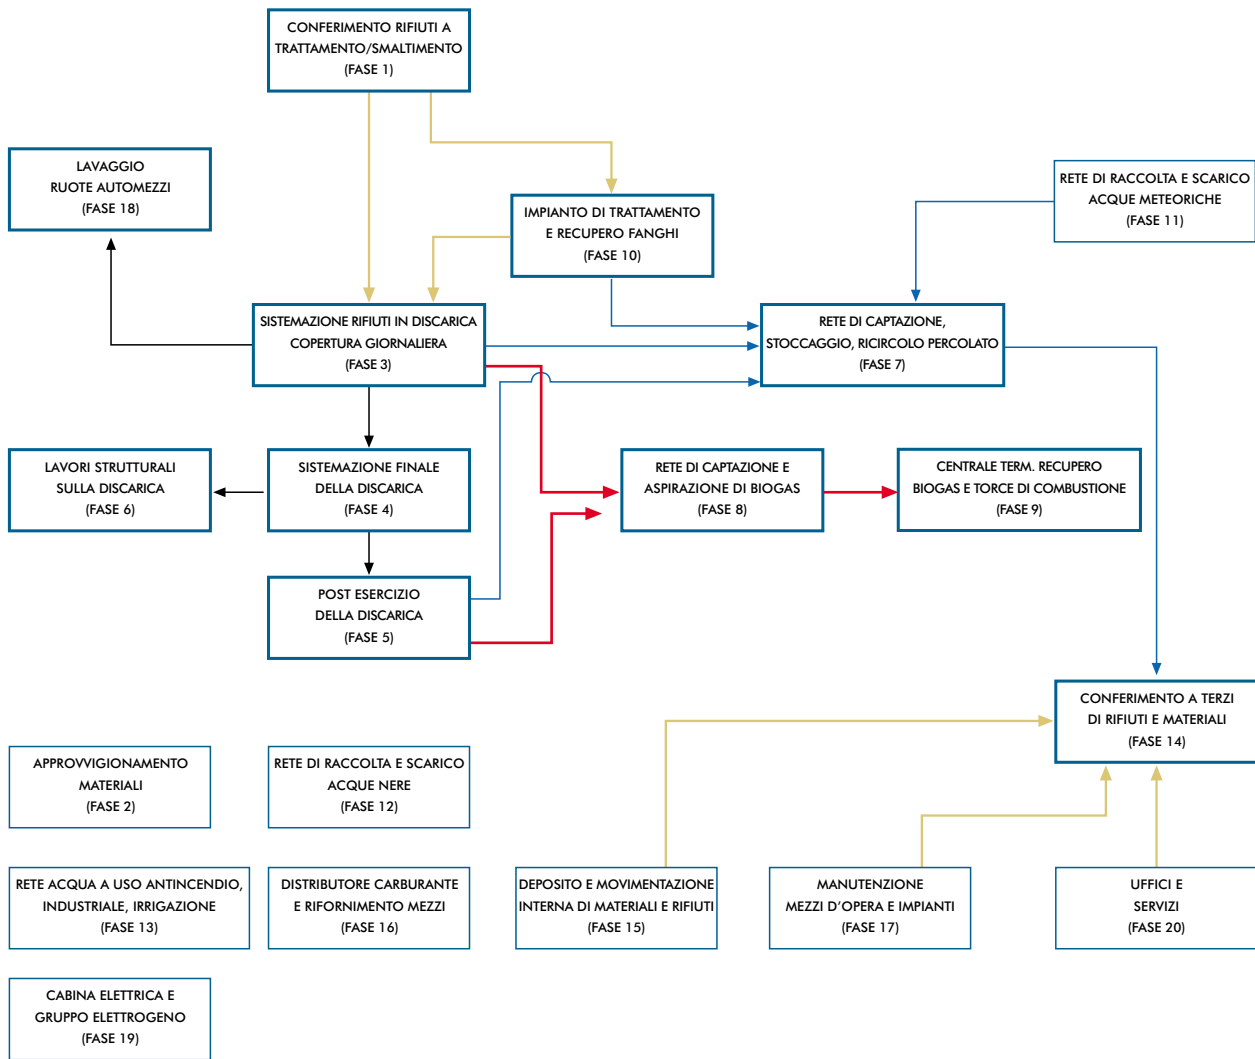 CONFERIMENTO RIFIUTI A
TRATTAMENTO/SMALTIMENTO
(FASE 1)
LAVAGGIO
RUOTE AUTOMEZZI
(FASE 18)
RETE DI RACCOLTA E SCARICO
ACQUE METEORICHE
(FASE 11)
IMPIANTO DI TRATTAMENTO
E RECUPERO FANGHI
(FASE 10)
SISTEMAZIONE RIFIUTI IN DISCARICA
COPERTURA GIORNALIERA
(FASE 3)
RETE DI CAPTAZIONE,
STOCCAGGIO, RICIRCOLO PERCOLATO
(FASE 7)
LAVORI STRUTTURALI
SULLA DISCARICA
(FASE 6)
SISTEMAZIONE FINALE
DELLA DISCARICA
(FASE 4)
RETE DI CAPTAZIONE E
ASPIRAZIONE DI BIOGAS
(FASE 8)
CENTRALE TERM. RECUPERO
BIOGAS E TORCE DI COMBUSTIONE
(FASE 9)
POST ESERCIZIO
DELLA DISCARICA
(FASE 5)
CONFERIMENTO A TERZI
DI RIFIUTI E MATERIALI
(FASE 14)
APPROVVIGIONAMENTO
MATERIALI
(FASE 2)
RETE DI RACCOLTA E SCARICO
ACQUE NERE
(FASE 12)
RETE ACQUA A USO ANTINCENDIO,
INDUSTRIALE, IRRIGAZIONE
(FASE 13)
DISTRIBUTORE CARBURANTE
E RIFORNIMENTO MEZZI
(FASE 16)
DEPOSITO E MOVIMENTAZIONE
INTERNA DI MATERIALI E RIFIUTI
(FASE 15)
MANUTENZIONE
MEZZI D'OPERA E IMPIANTI
(FASE 17)
UFFICI E
SERVIZI
(FASE 20)
CABINA ELETTRICA E
GRUPPO ELETTROGENO
(FASE 19)